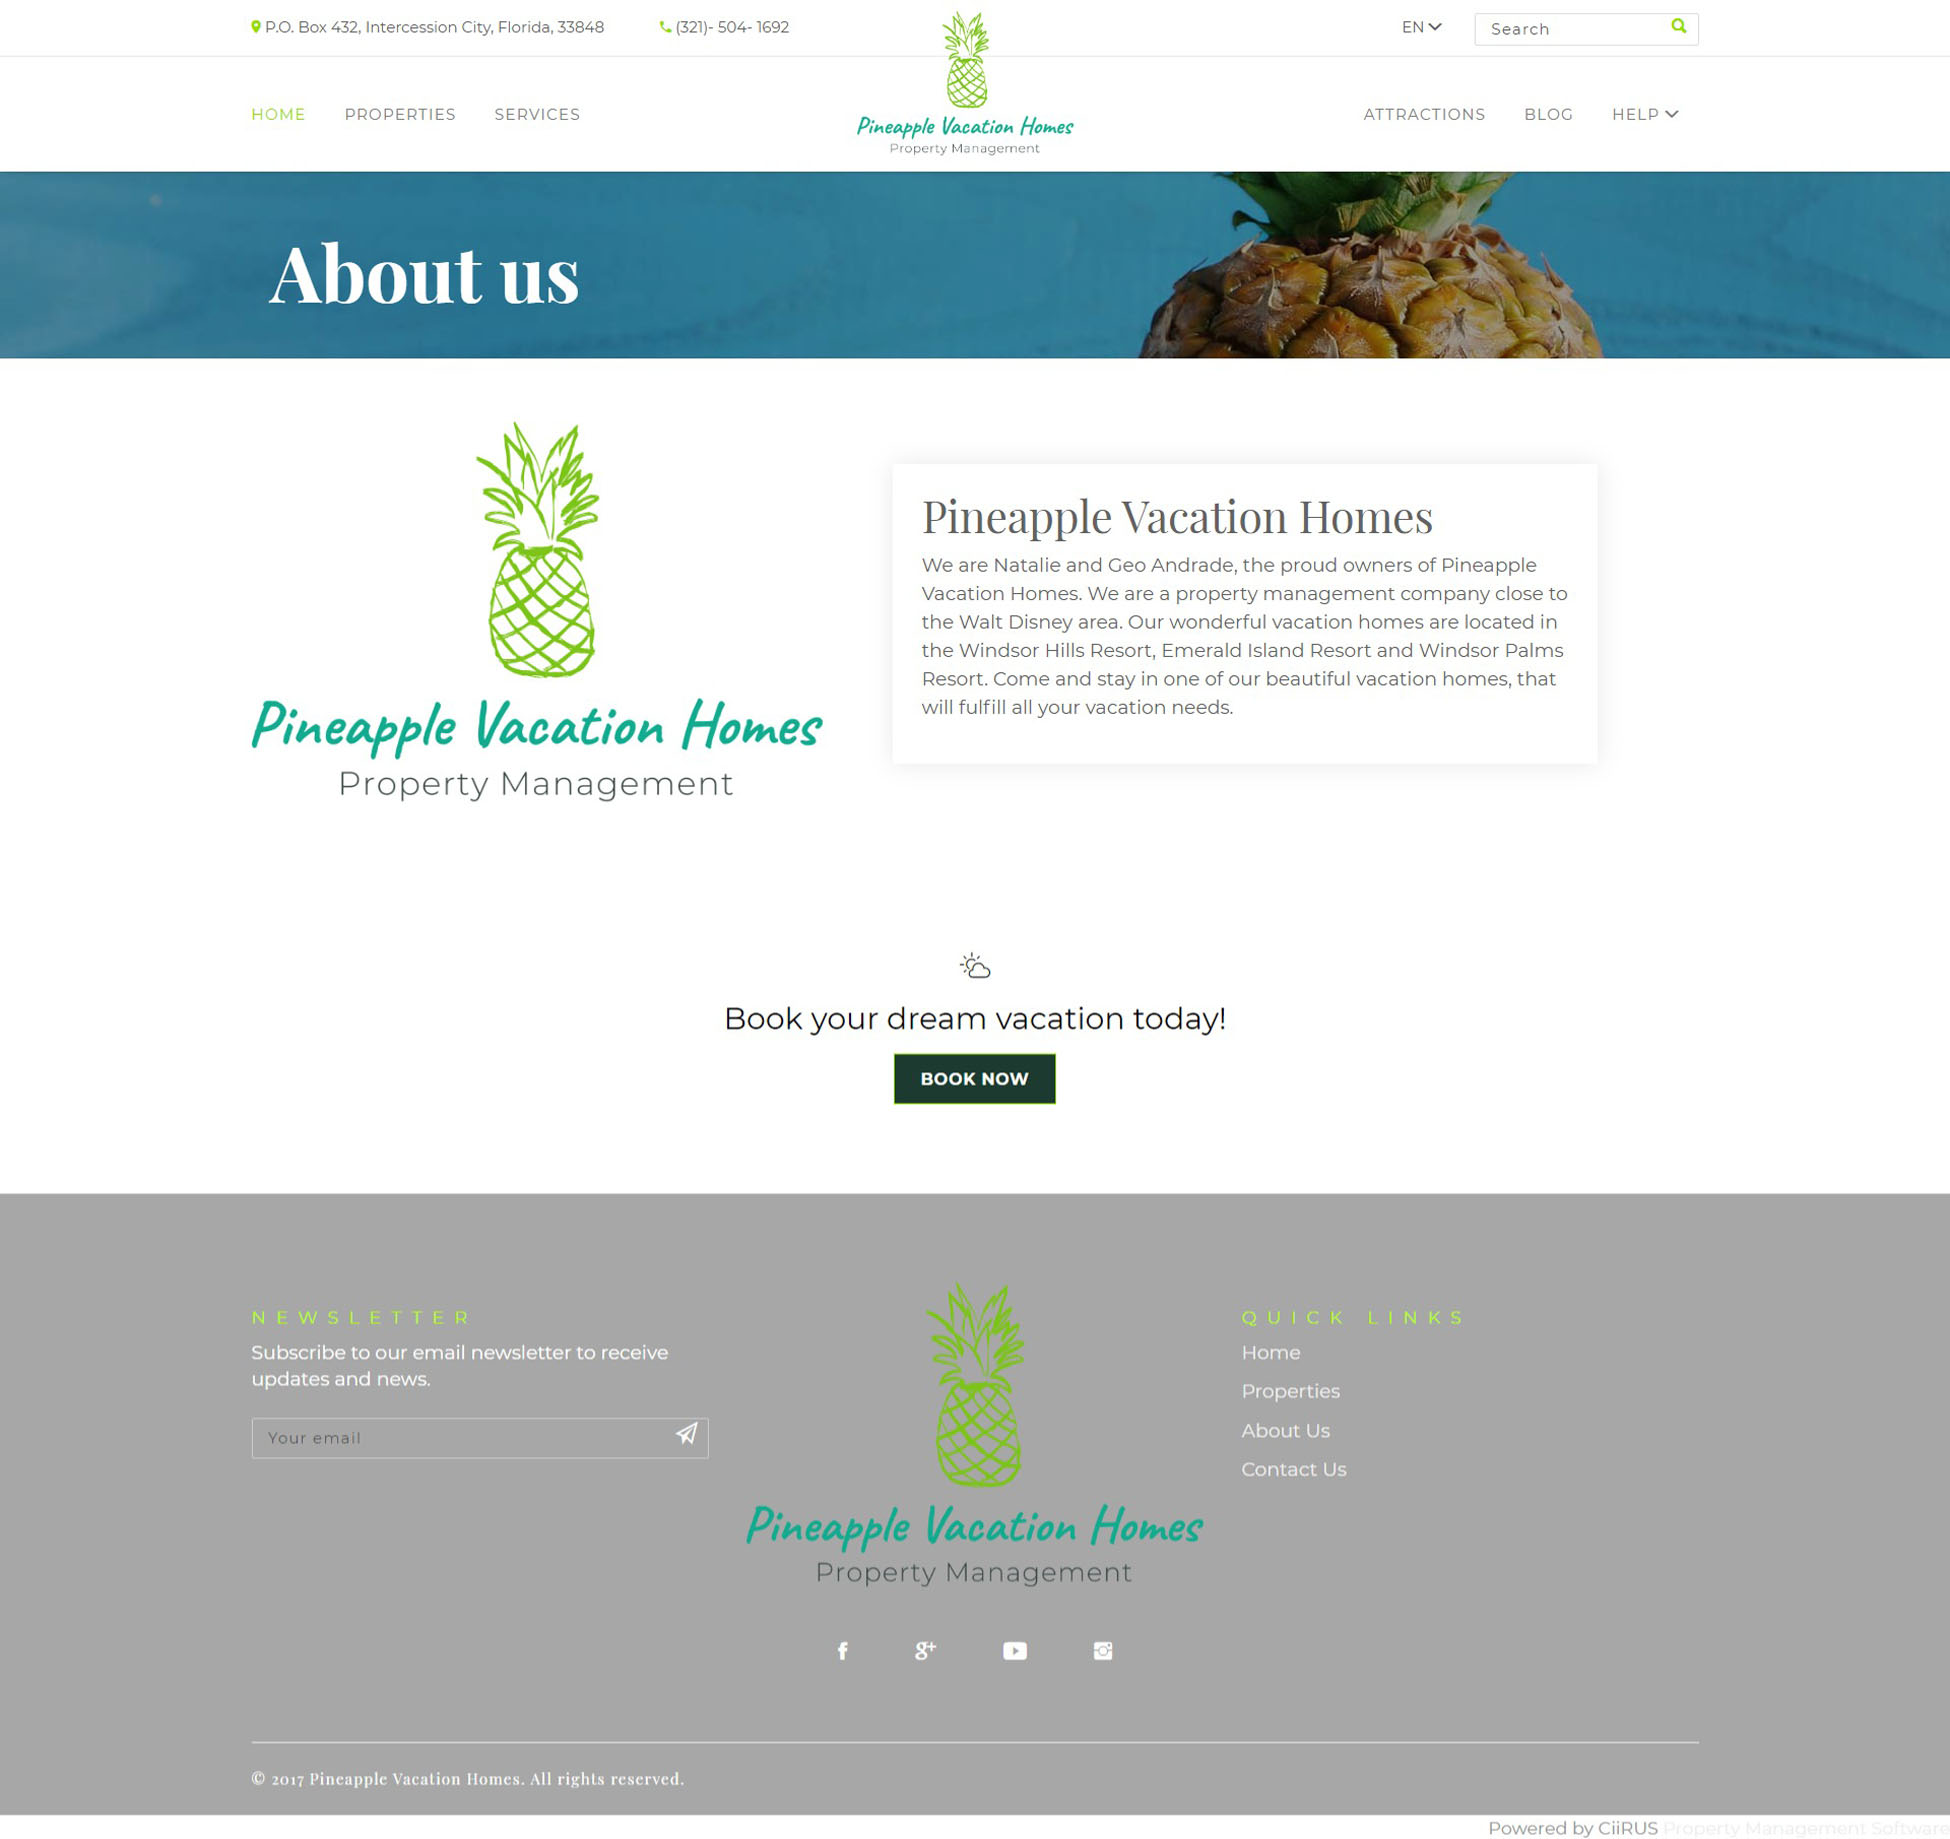 P.O. Box 432, Intercession City, Florida, 33848
(321)- 504- 1692
EN
Search
HOME
PROPERTIES
SERVICES
Pineapple Vacation Homes
Property Management
ATTRACTIONS
BLOG
HELP
About us
Pineapple Vacation Homes
Property Management
Pineapple Vacation Homes
We are Natalie and Geo Andrade, the proud owners of Pineapple
Vacation Homes. We are a property management company close to
the Walt Disney area. Our wonderful vacation homes are located in
the Windsor Hills Resort, Emerald Island Resort and Windsor Palms
Resort. Come and stay in one of our beautiful vacation homes, that
will fulfill all your vacation needs.
Book your dream vacation today!
BOOK NOW
NEWSLETTER
Subscribe to our email newsletter to receive
updates and news.
Your email
Pineapple Vacation Homes
Property Management
QUICK LINKS
Home
Properties
About Us
Contact Us
© 2017 Pineapple Vacation Homes. All rights reserved.
Powered by CiiRUS Property Management Software